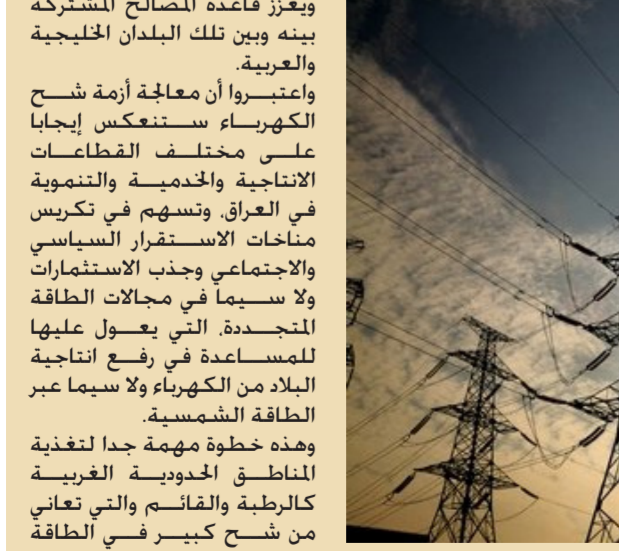 ويعزز قاعدة المصالح المشتركة
بينه وبين تلك البلدان الخليجية
والعربية.
واعتبروا أن معالجة أزمة شح
الكهرباء ستنعكس إيجابا
على مختلف القطاعات
الانتاجية والخدمية والتنموية
في العراق، وتسهم في تكريس
مناخات الاستقرار السياسي
والاجتماعي وجذب الاستثمارات
ولا سيما في مجالات الطاقة
المتجددة، التي يعول عليها
للمساعدة في رفع انتاجية
البلاد من الكهرباء ولا سيما عبر
الطاقة الشمسية.
وهذه خطوة مهمة جدا لتغذية
المناطق الحدودية الغربية
كالرطبة والقائم والتي تعاني
من شح كبير في الطاقة